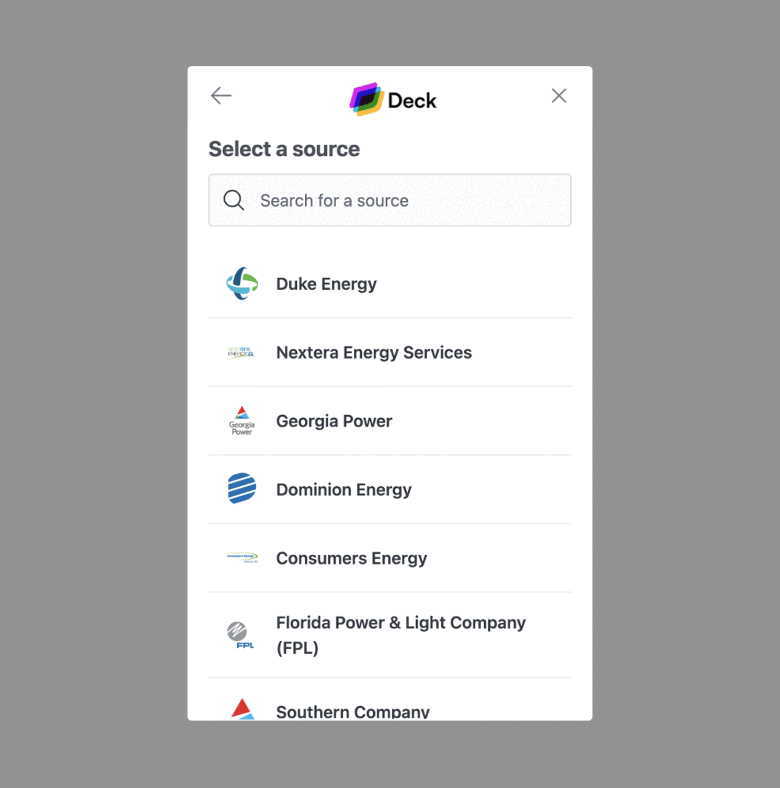 Deck
Select a source
Search for a source
Duke Energy
Nextera Energy Services
Georgia
Power
Georgia Power
Dominion Energy
Consumers Energy
FPL
Florida Power & Light Company
(FPL)
Southern Company